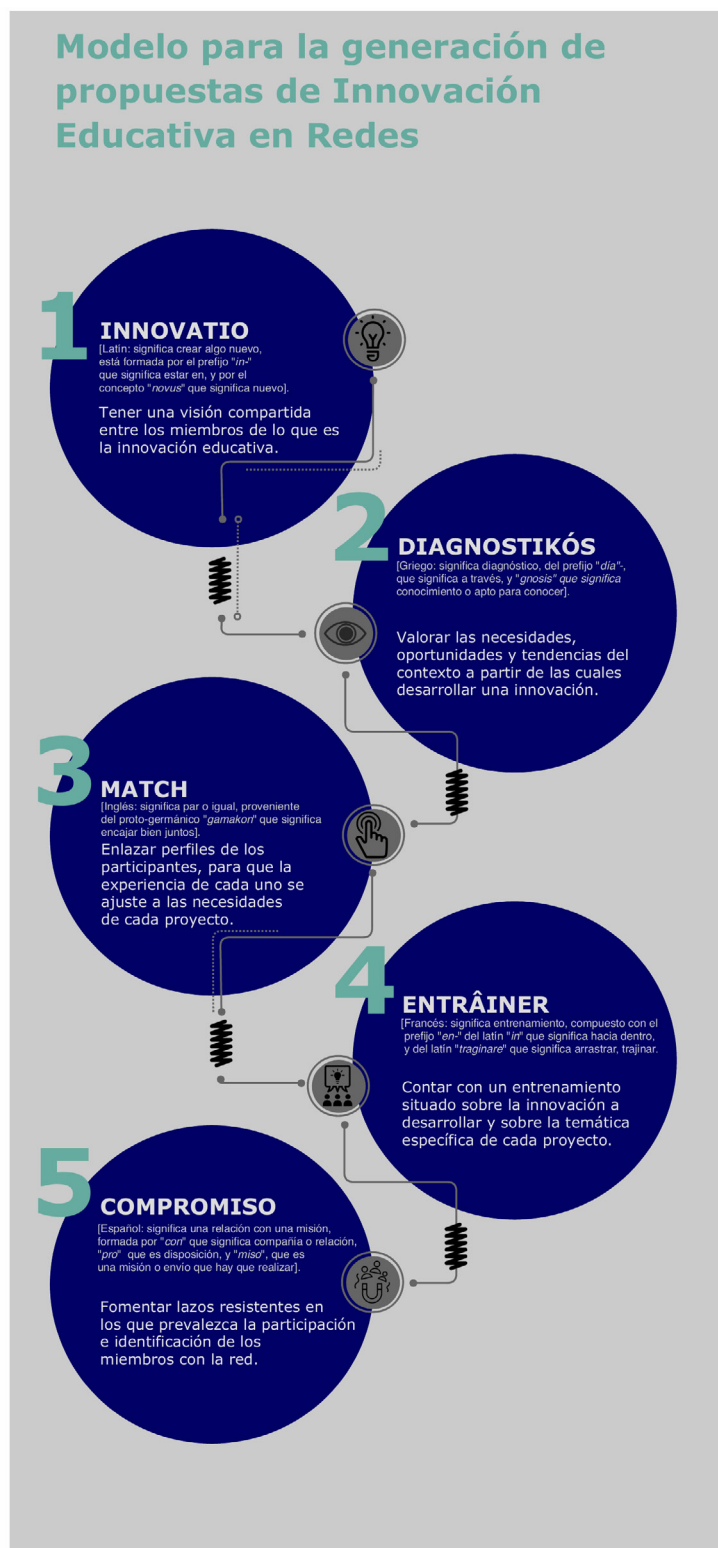 Modelo para la generación de
propuestas de Innovación
Educativa en Redes
1
INNOVATIO
[Latín: significa crear algo nuevo,
está formada por el prefijo "in-"
que significa estar en, y por el
concepto "novus" que significa nuevo].
Tener una visión compartida
entre los miembros de lo que es
la innovación educativa.
2
DIAGNOSTIKÓS
[Griego: significa diagnóstico, del prefijo "día"-,
que significa a través, y "gnosis" que significa
conocimiento o apto para conocer].
Valorar las necesidades,
oportunidades y tendencias del
contexto a partir de las cuales
desarrollar una innovación.
3
MATCH
[Inglés: significa par o igual, proveniente
del proto-germánico "gamakon" que significa
encajar bien juntos].
Enlazar perfiles de los
participantes, para que la
experiencia de cada uno se
ajuste a las necesidades
de cada proyecto.
4
ENTRÂINER
[Francés: significa entrenamiento, compuesto con el
prefijo "en-" del latín "in" que significa hacia dentro,
y del latín "traginare" que significa arrastrar, trajinar.
Contar con un entrenamiento
situado sobre la innovación a
desarrollar y sobre la temática
específica de cada proyecto.
5
COMPROMISO
[Español: significa una relación con una misión,
formada por "con" que significa compañía o relación,
"pro" que es disposición, y "miso", que es
una misión o envío que hay que realizar].
Fomentar lazos resistentes en
los que prevalezca la participación
e identificación de los
miembros con la red.